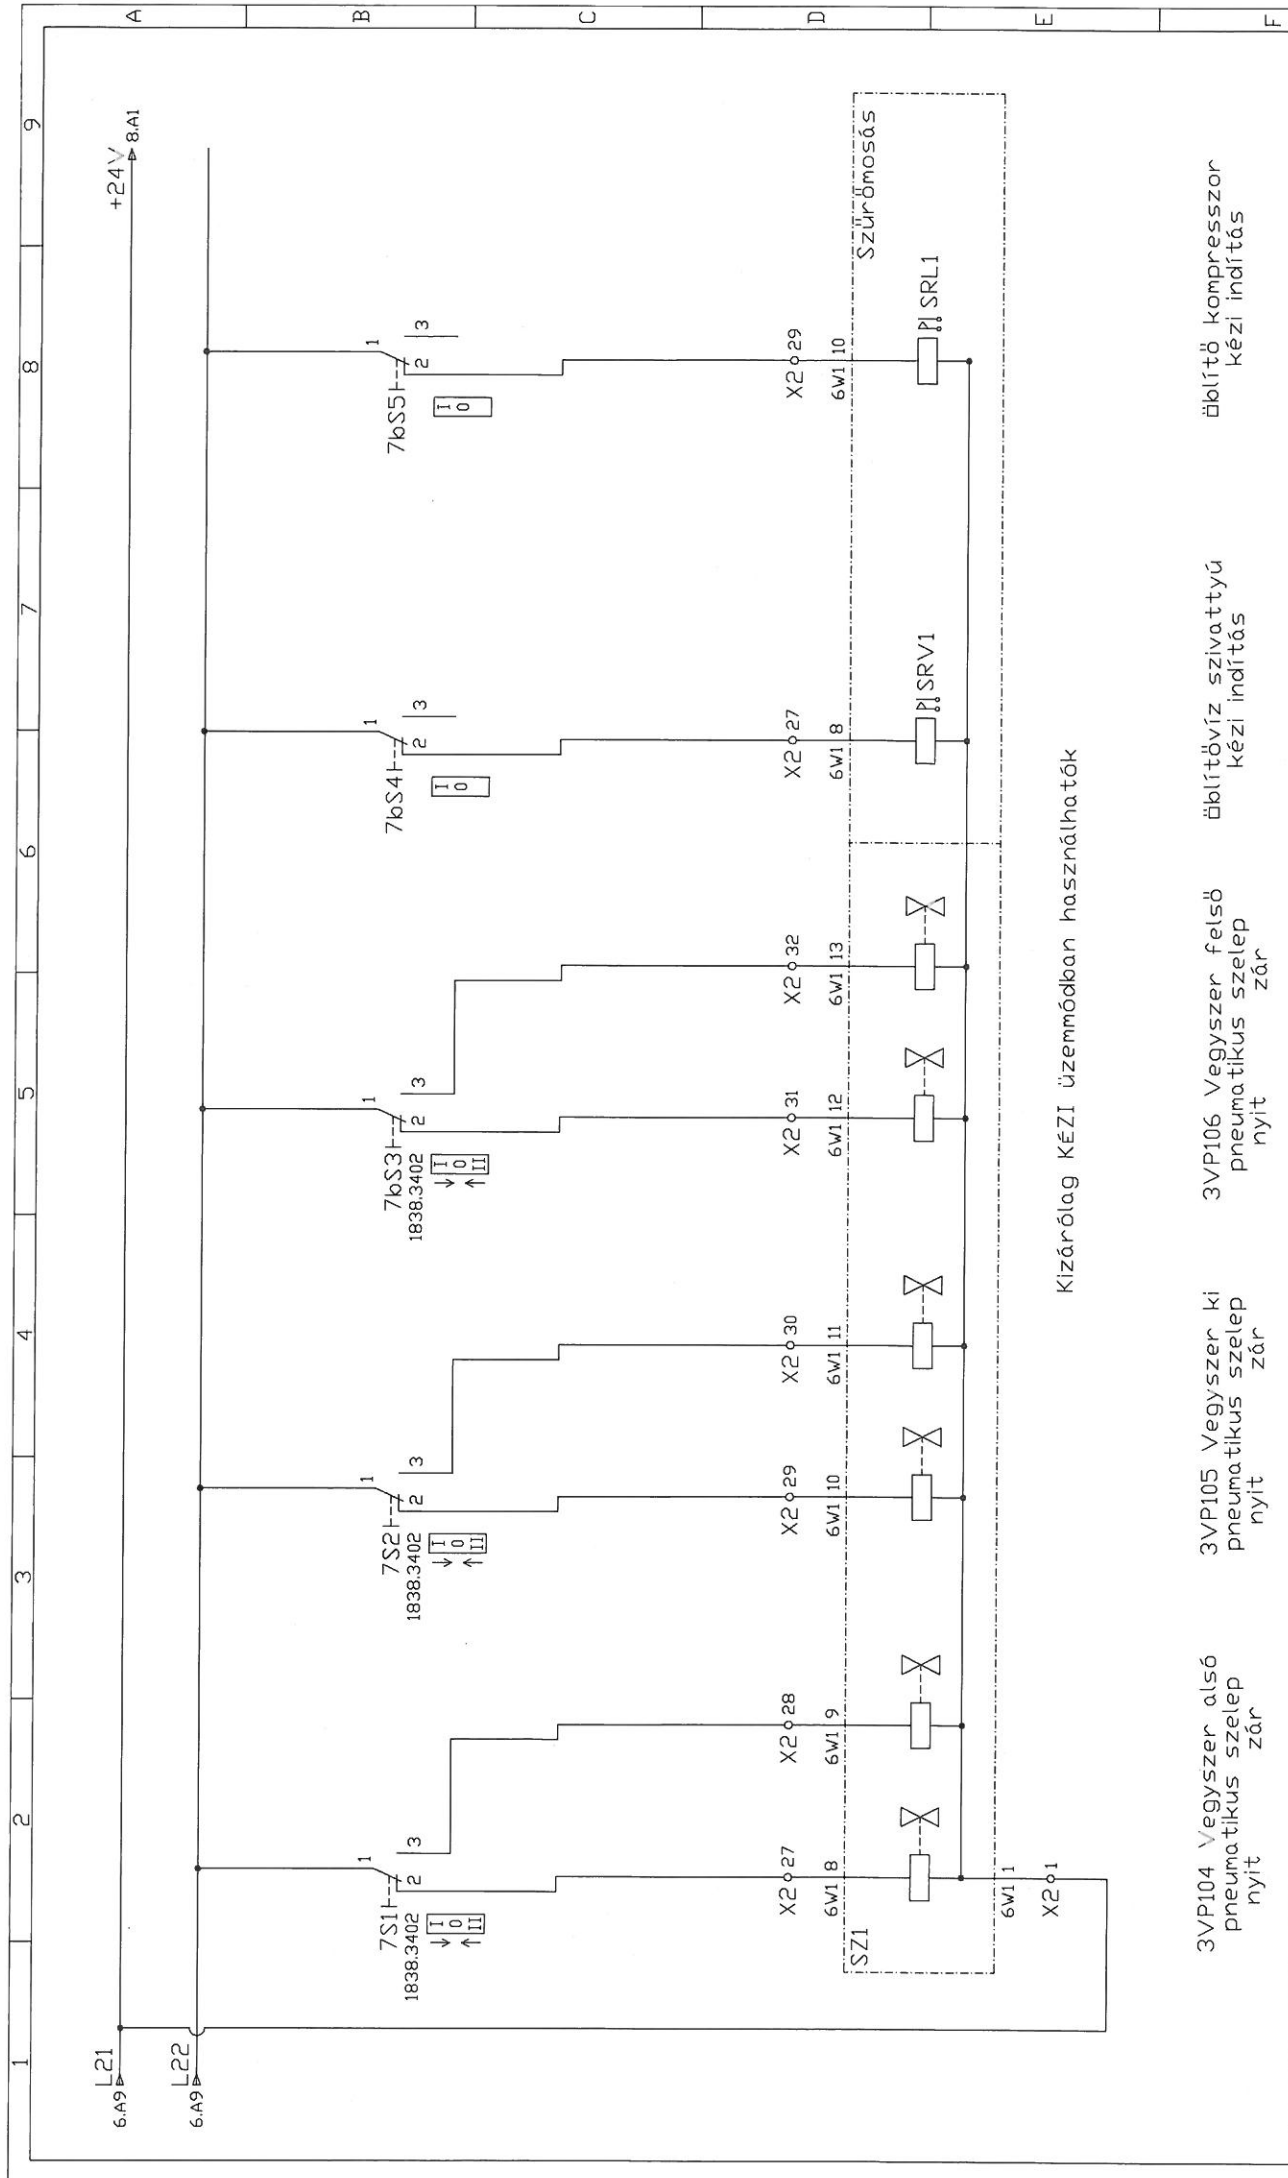 1 2 3 4 5 6 7 8 9
A
B
C
D
E
F
6.A9 L21
+24V 8.A1
6.A9 L22
7S1
1838.3402
I
0
II
1
2
3
7S2
1838.3402
I
0
II
1
2
3
7bS3
1838.3402
I
0
II
1
2
3
7bS4
I
0
1
2
3
7bS5
I
0
1
2
3
X2 27
X2 28
X2 29
X2 30
X2 31
X2 32
X2 27
X2 29
6W1 8
6W1 9
6W1 10
6W1 11
6W1 12
6W1 13
6W1 8
6W1 10
SZ1
Szűrőmosás
P| SRV1
P| SRL1
6W1 1
X2 1
Kizárólag KÉZI üzemmódban használhatók
3VP104 Vegyszer alsó
pneumatikus szelep
nyit zár
3VP105 Vegyszer ki
pneumatikus szelep
nyit zár
3VP106 Vegyszer felső
pneumatikus szelep
nyit zár
öblítővíz szivattyú
kézi indítás
öblítő kompresszor
kézi indítás